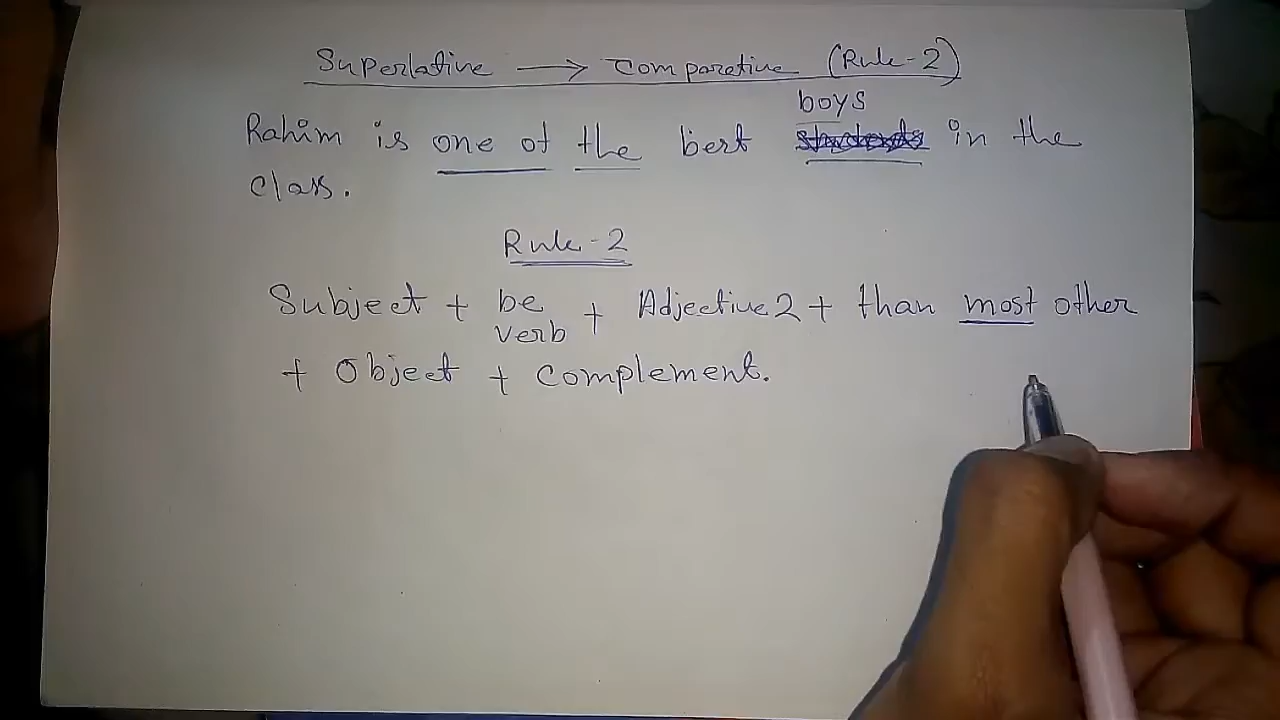 Superlative → Comparative (Rule-2)
boys
Rahim is one of the best students in the
class.
Rule-2
Subject + be + Adjective2 + than most other
verb
+ Object + Complement.